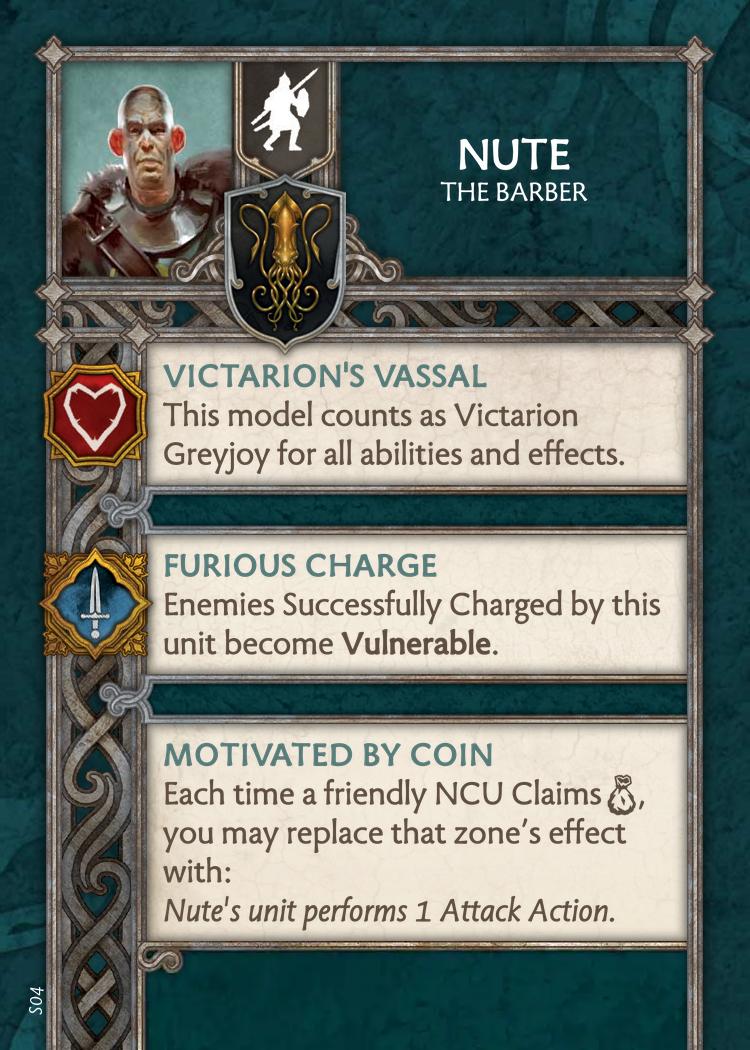 NUTE
THE BARBER
VICTARION'S VASSAL
This model counts as Victarion
Greyjoy for all abilities and effects.
FURIOUS CHARGE
Enemies Successfully Charged by this
unit become Vulnerable.
MOTIVATED BY COIN
Each time a friendly NCU Claims ,
you may replace that zone's effect
with:
Nute's unit performs 1 Attack Action.
S04